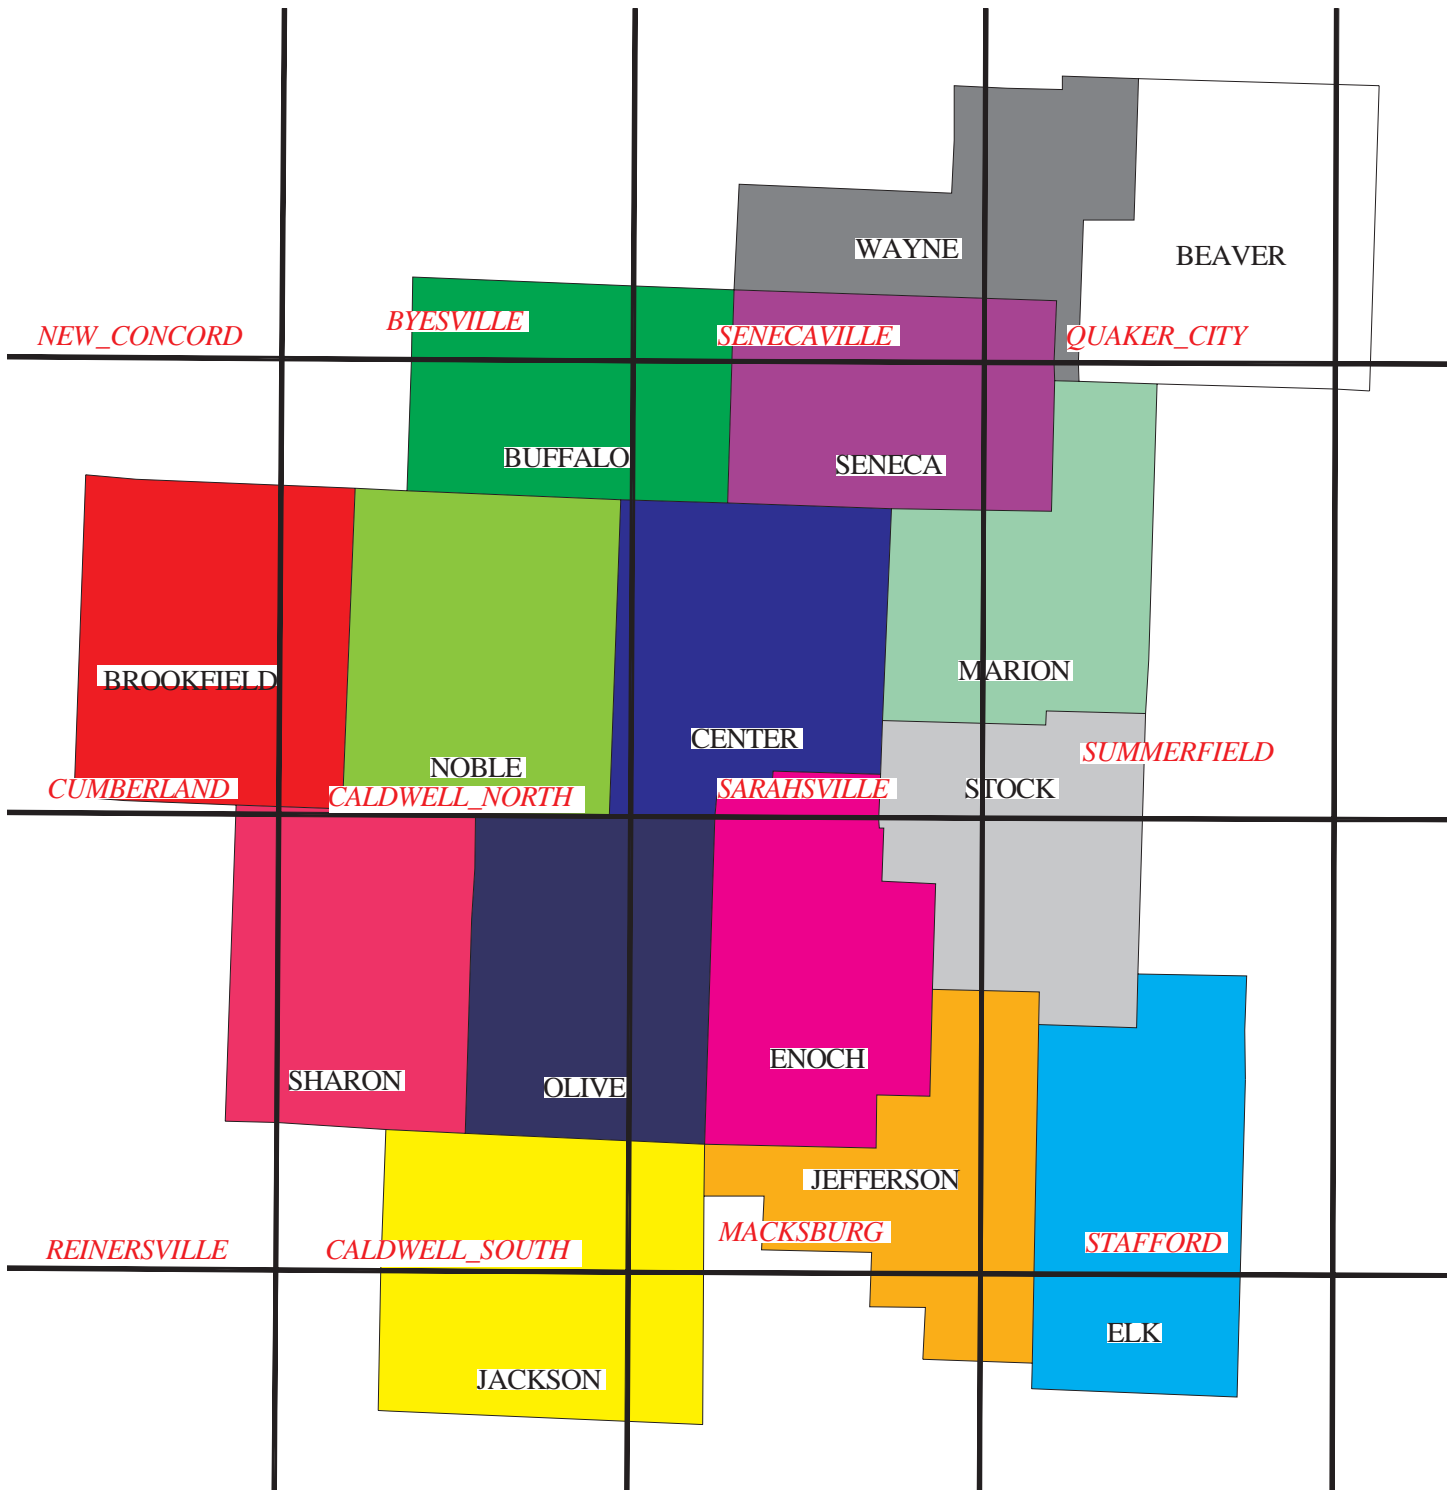 WAYNE
BEAVER
BYESVILLE
NEW_CONCORD
SENECAVILLE
QUAKER_CITY
BUFFALO
SENECA
MARION
BROOKFIELD
CENTER
SUMMERFIELD
NOBLE
CUMBERLAND
CALDWELL_NORTH
SARAHSVILLE
STOCK
ENOCH
SHARON
OLIVE
JEFFERSON
MACKSBURG
STAFFORD
REINERSVILLE
CALDWELL_SOUTH
ELK
JACKSON